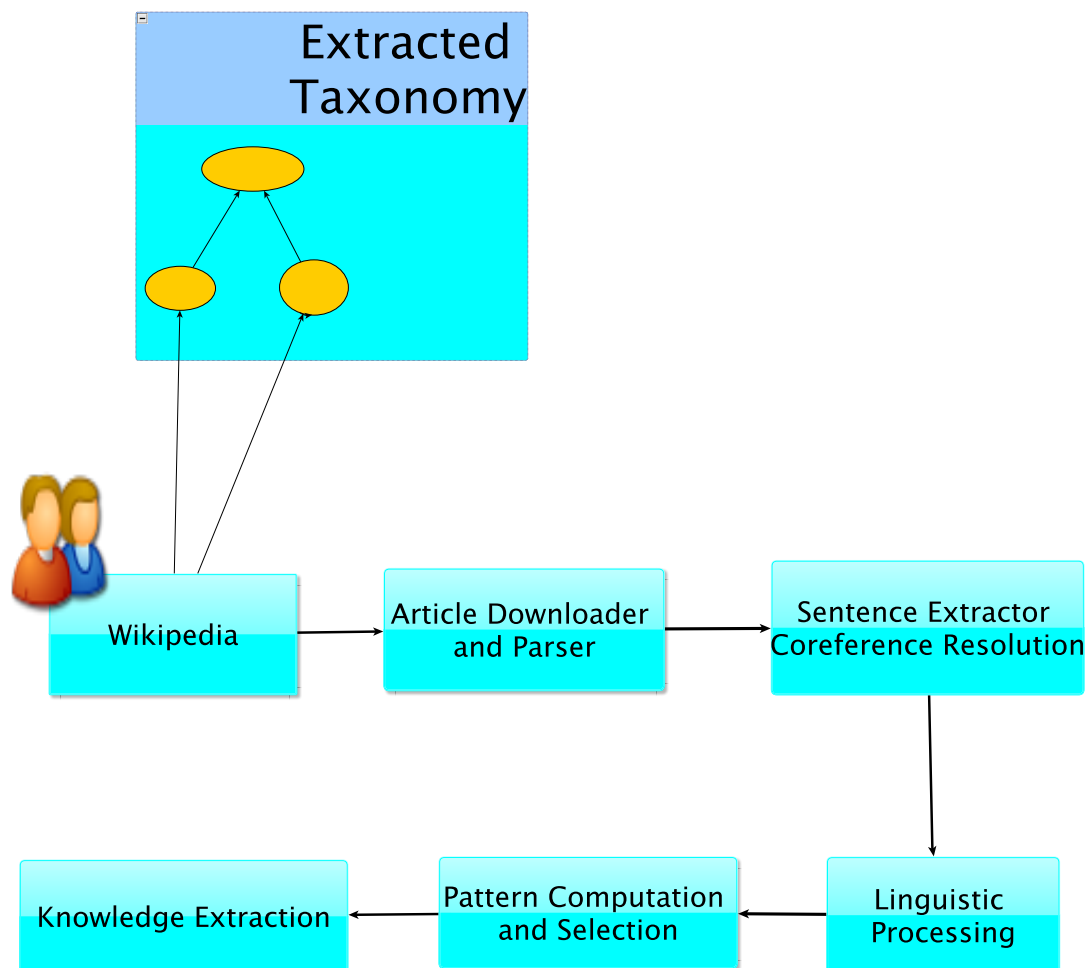 Extracted
Taxonomy
Wikipedia
Article Downloader
and Parser
Sentence Extractor
Coreference Resolution
Linguistic
Processing
Pattern Computation
and Selection
Knowledge Extraction